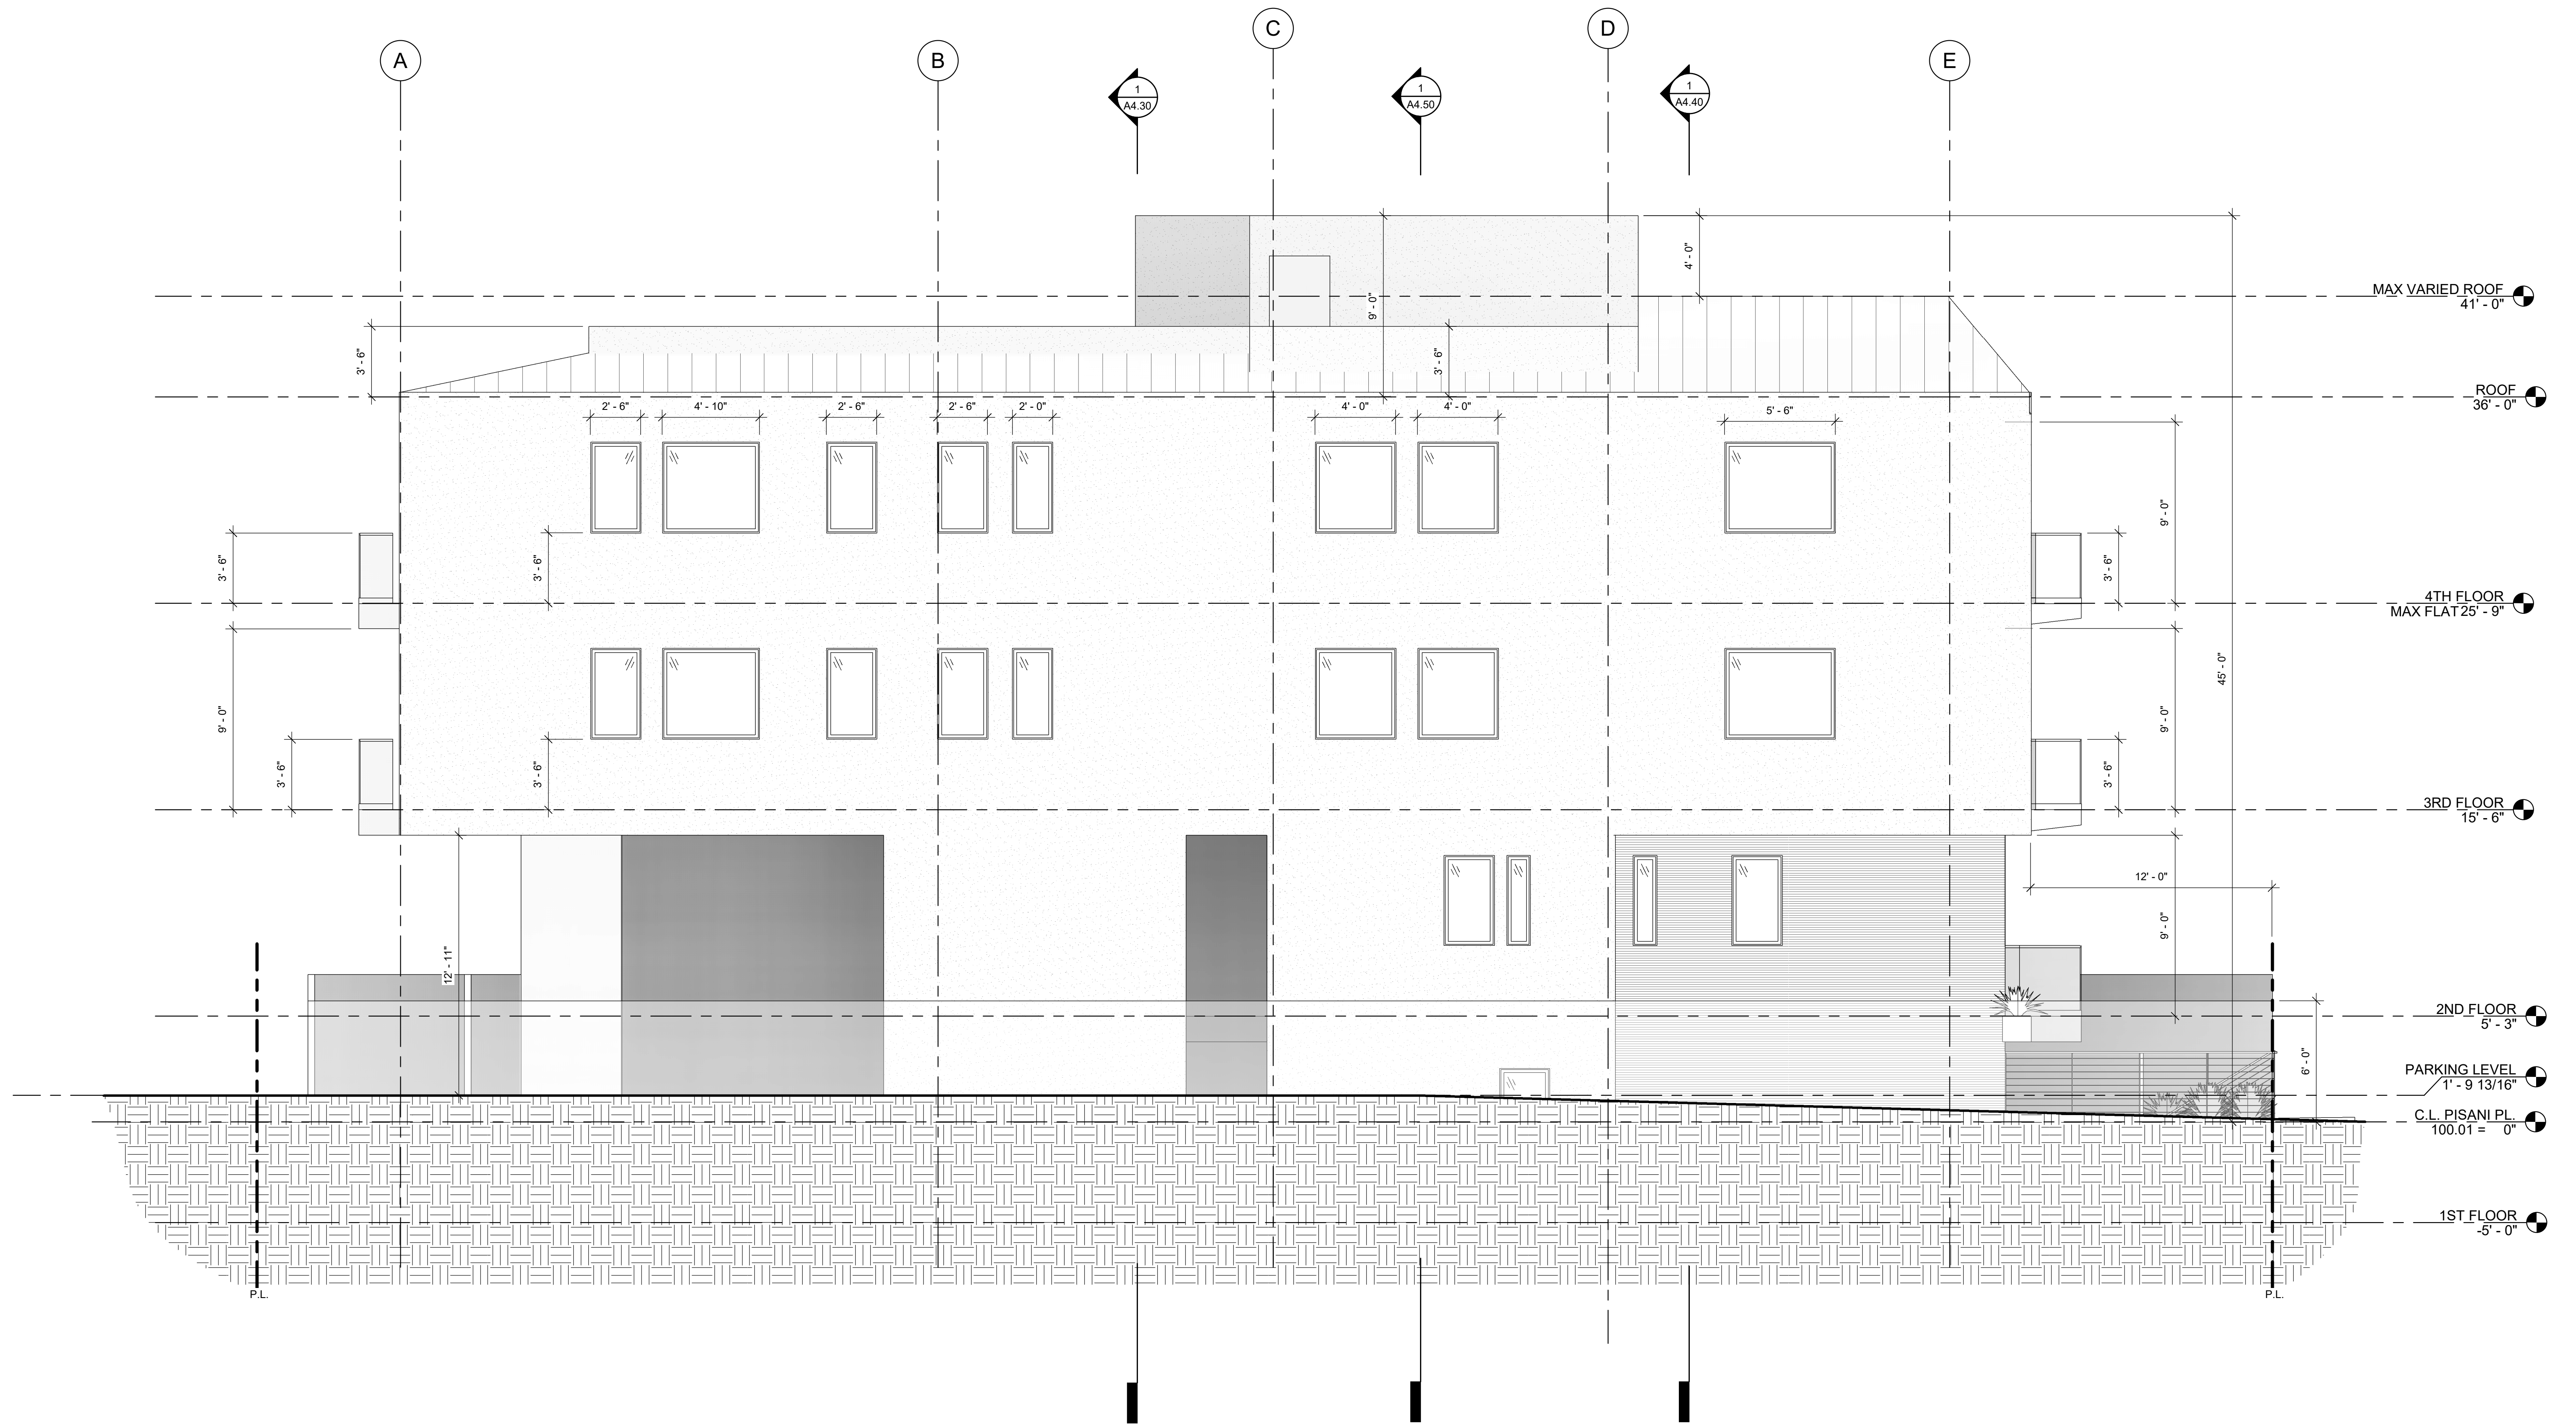 A
B
C
D
E
1
A4.30
1
A4.50
1
A4.40
4' - 0"
MAX VARIED ROOF
41' - 0"
9' - 0"
3' - 6"
3' - 6"
ROOF
36' - 0"
2' - 6"
4' - 10"
2' - 6"
2' - 6"
2' - 0"
4' - 0"
4' - 0"
5' - 6"
9' - 0"
3' - 6"
3' - 6"
3' - 6"
4TH FLOOR
MAX FLAT 25' - 9"
45' - 0"
9' - 0"
9' - 0"
3' - 6"
3' - 6"
3' - 6"
3RD FLOOR
15' - 6"
12' - 0"
9' - 0"
12' - 11"
2ND FLOOR
5' - 3"
6' - 0"
PARKING LEVEL
1' - 9 13/16"
C.L. PISANI PL.
100.01 = 0"
1ST FLOOR
-5' - 0"
P.L.
P.L.